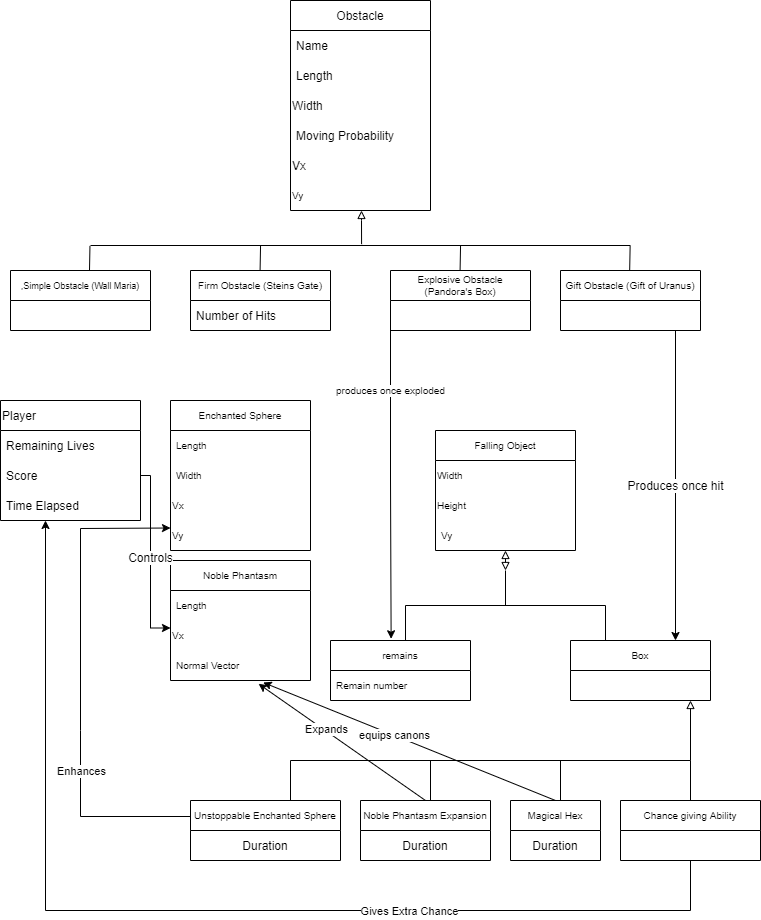 Obstacle
Name
Length
Width
Moving Probability
Vx
Vy
,Simple Obstacle (Wall Maria)
Firm Obstacle (Steins Gate)
Number of Hits
Explosive Obstacle
(Pandora's Box)
Gift Obstacle (Gift of Uranus)
produces once exploded
Player
Remaining Lives
Score
Time Elapsed
Enchanted Sphere
Length
Width
Vx
Vy
Falling Object
Width
Height
Vy
Produces once hit
Controls
Noble Phantasm
Length
Vx
Normal Vector
remains
Remain number
Box
Expands
equips canons
Enhances
Unstoppable Enchanted Sphere
Duration
Noble Phantasm Expansion
Duration
Magical Hex
Duration
Chance giving Ability
Gives Extra Chance